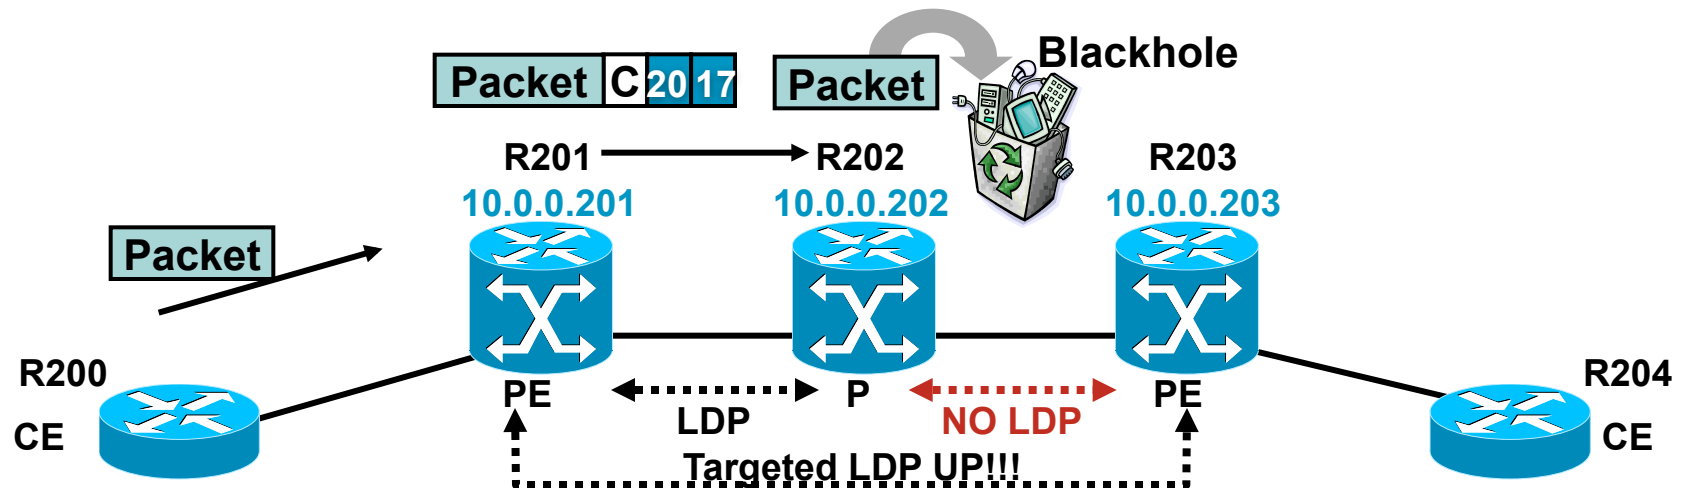 Blackhole
Packet C 20 17
Packet
R201
R202
R203
10.0.0.201
10.0.0.202
10.0.0.203
Packet
R200
R204
PE
P
PE
LDP
NO LDP
CE
CE
Targeted LDP UP!!!